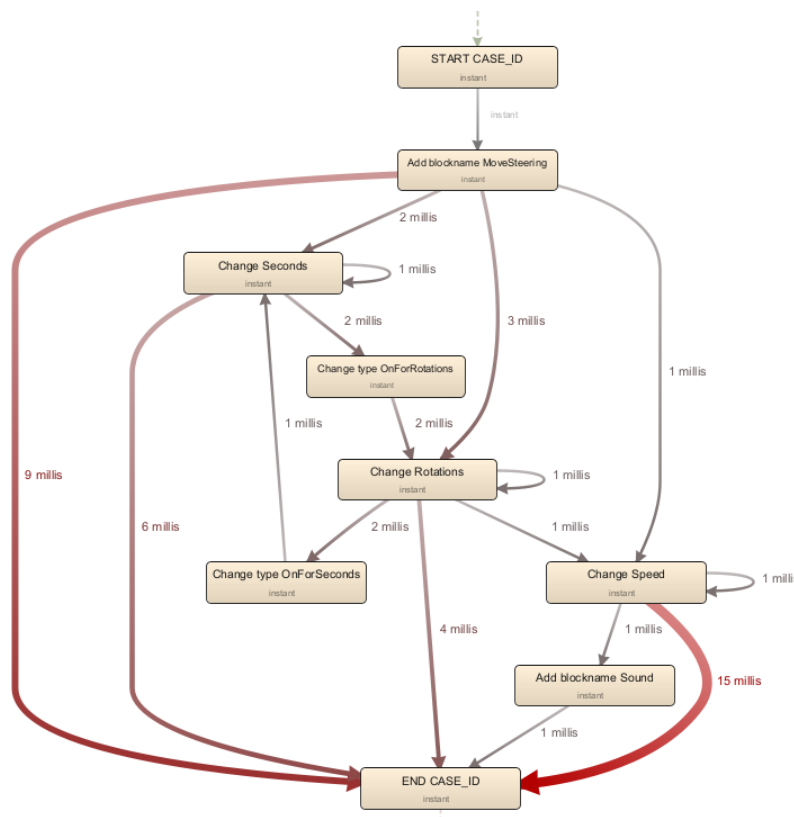 START CASE_ID
instant
instant
Add blockname MoveSteering
instant
2 millis
Change Seconds
instant
1 millis
2 millis
3 millis
Change type OnForRotations
instant
1 millis
1 millis
2 millis
9 millis
Change Rotations
instant
1 millis
6 millis
2 millis
1 millis
Change type OnForSeconds
instant
Change Speed
instant
1 milli
4 millis
1 millis
Add blockname Sound
instant
15 millis
1 millis
END CASE_ID
instant